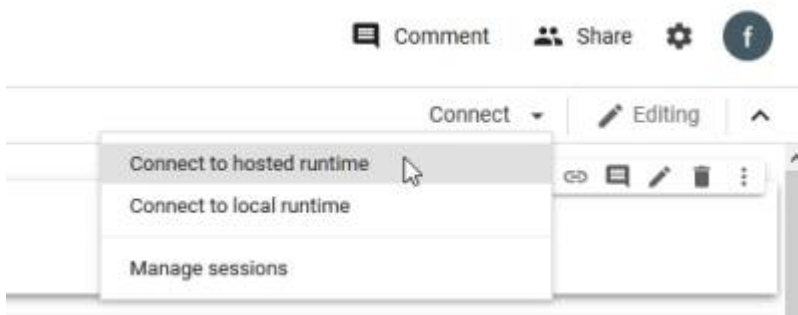 Comment Share f
Connect Editing
Connect to hosted runtime
Connect to local runtime
Manage sessions